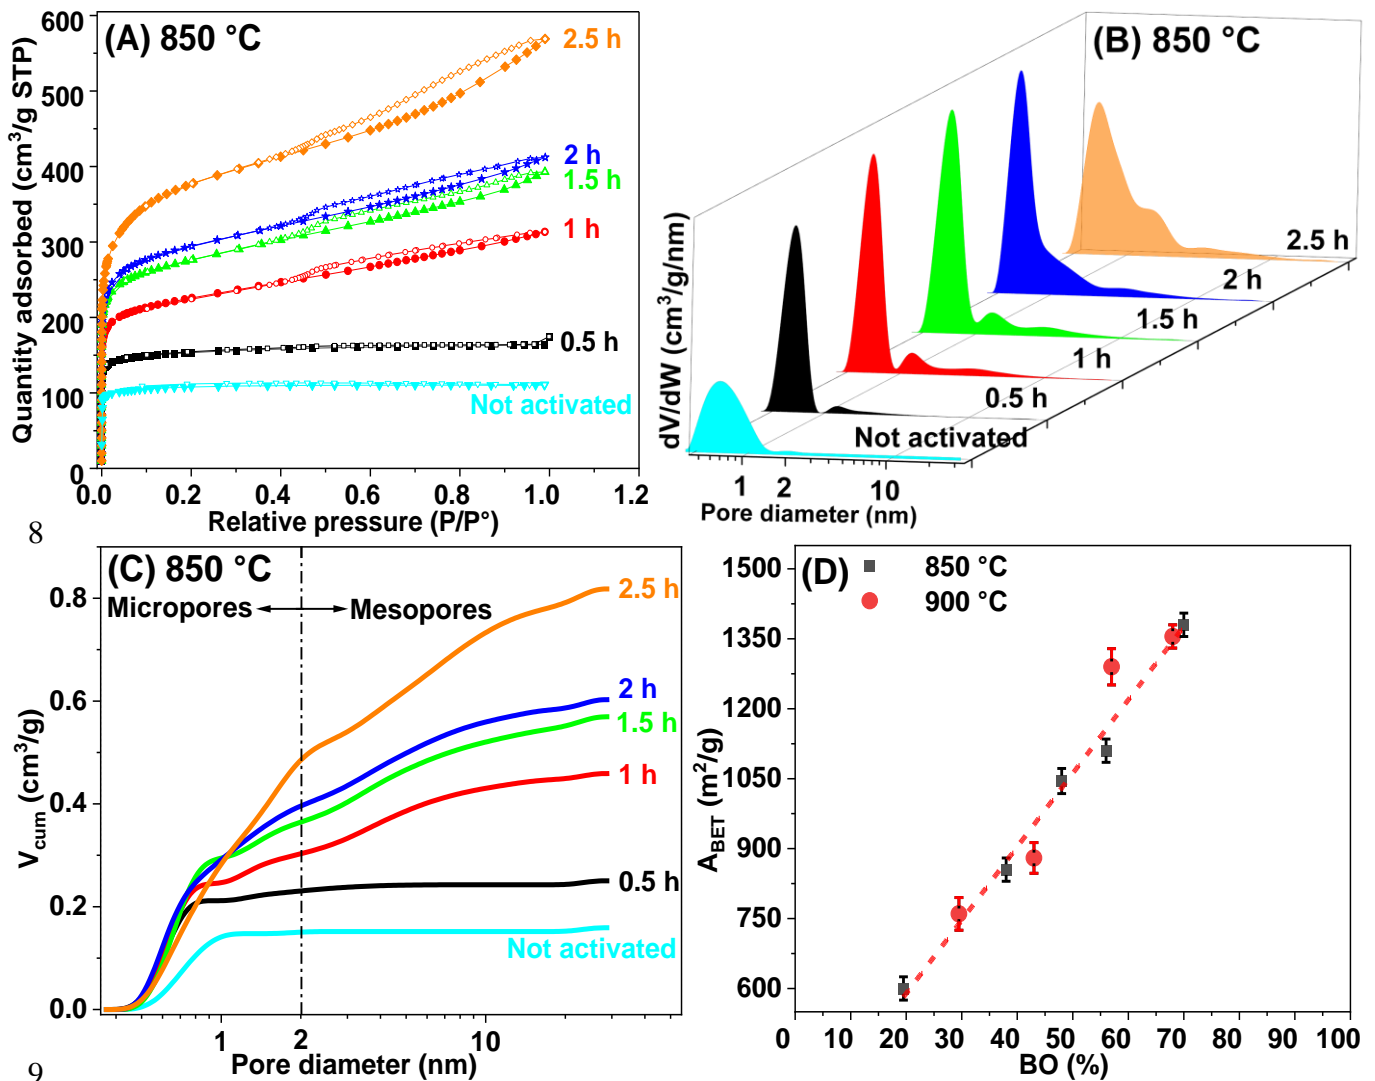 (A) 850 °C
600
500
400
300
200
100
0
Quantity adsorbed (cm³/g STP)
2.5 h
2 h
1.5 h
1 h
0.5 h
Not activated
0.0 0.2 0.4 0.6 0.8 1.0 1.2
Relative pressure (P/P°)
8
(B) 850 °C
dV/dW (cm³/g/nm)
2.5 h
2 h
1.5 h
1 h
0.5 h
Not activated
1 2 10
Pore diameter (nm)
(C) 850 °C
Micropores Mesopores
0.8
0.6
0.4
0.2
0.0
V_cum (cm³/g)
2.5 h
2 h
1.5 h
1 h
0.5 h
Not activated
1 2 10
Pore diameter (nm)
9
(D)
850 °C
900 °C
1500
1350
1200
1050
900
750
600
A_BET (m²/g)
0 10 20 30 40 50 60 70 80 90 100
BO (%)